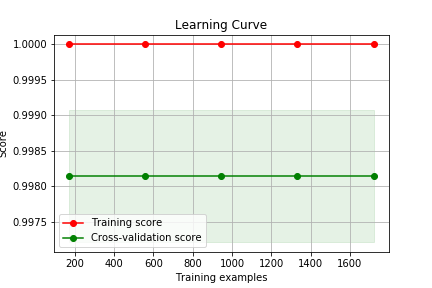 Learning Curve
1.0000
0.9995
0.9990
0.9985
0.9980
0.9975
Score
Training score
Cross-validation score
200 400 600 800 1000 1200 1400 1600
Training examples